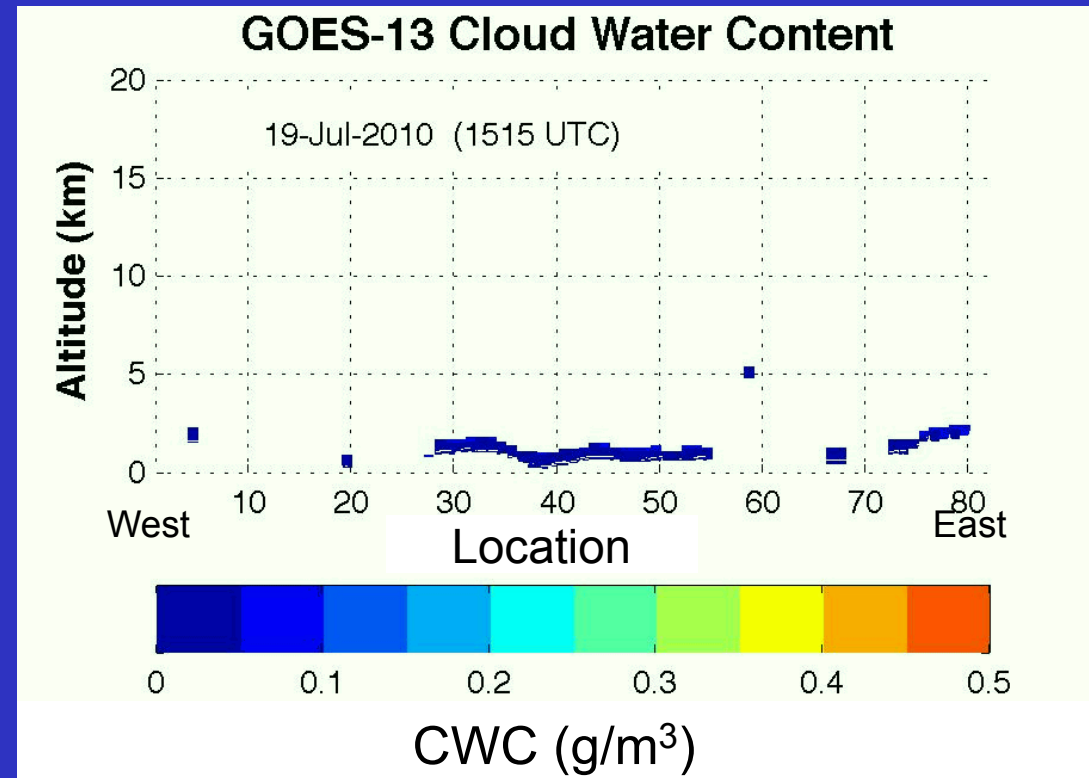 GOES-13 Cloud Water Content
20
19-Jul-2010 (1515 UTC)
15
Altitude (km)
10
5
0
10 20 30 40 50 60 70 80
West East
Location
0 0.1 0.2 0.3 0.4 0.5
CWC (g/m³)